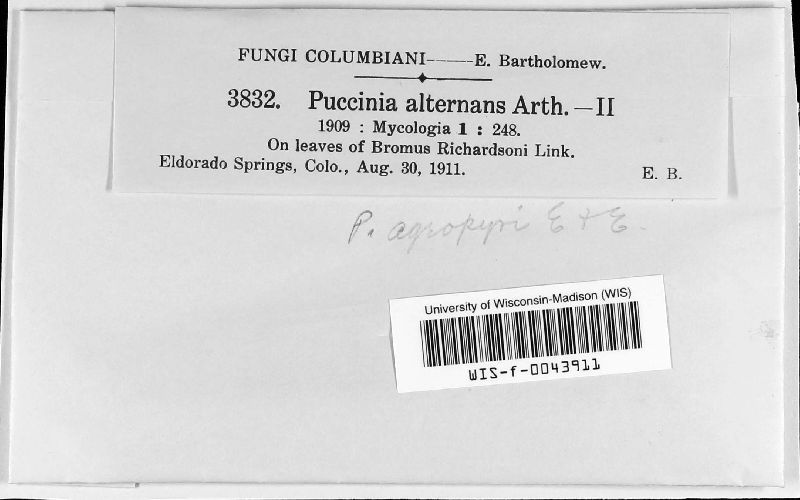 FUNGI COLUMBIANI——E. Bartholomew.
3832. Puccinia alternans Arth.—II
1909 : Mycologia 1 : 248.
On leaves of Bromus Richardsoni Link.
Eldorado Springs, Colo., Aug. 30, 1911.
E. B.
P. agropyri E & E.
University of Wisconsin-Madison (WIS)
WIS-f-0043911